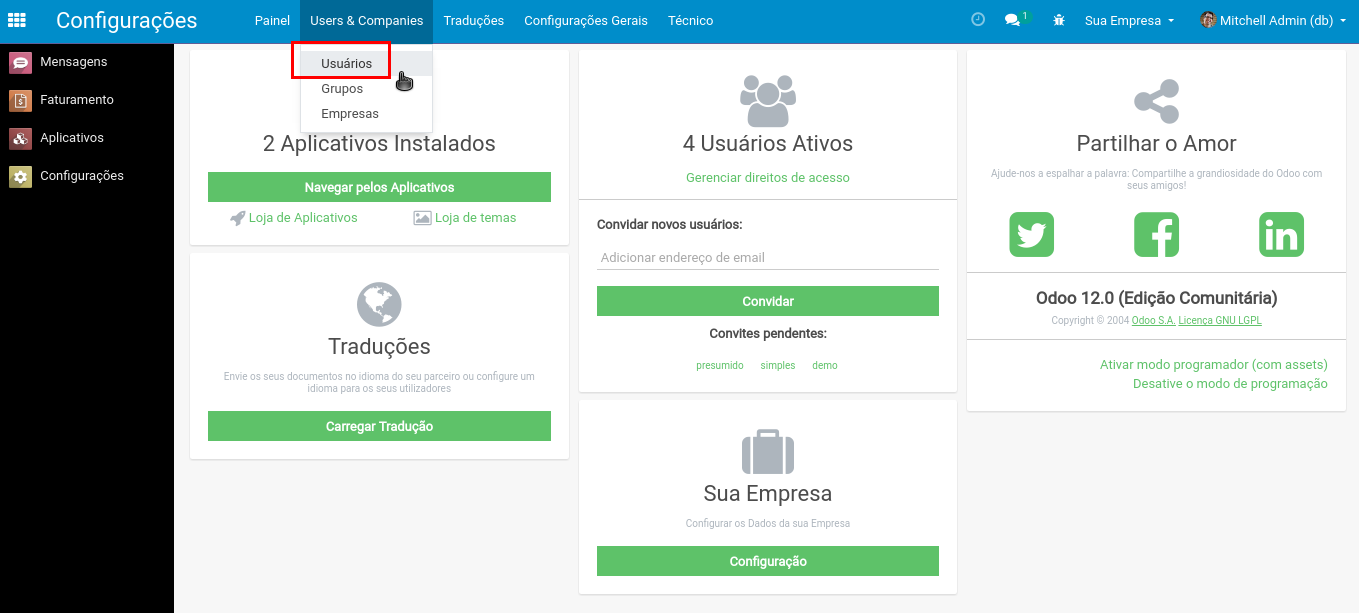 Configurações
Painel
Users & Companies
Traduções
Configurações Gerais
Técnico
1
Sua Empresa
Mitchell Admin (db)
Mensagens
Faturamento
Aplicativos
Configurações
Usuários
Grupos
Empresas
2 Aplicativos Instalados
Navegar pelos Aplicativos
Loja de Aplicativos
Loja de temas
Traduções
Envie os seus documentos no idioma do seu parceiro ou configure um
idioma para os seus utilizadores
Carregar Tradução
4 Usuários Ativos
Gerenciar direitos de acesso
Convidar novos usuários:
Adicionar endereço de email
Convidar
Convites pendentes:
presumido simples demo
Sua Empresa
Configurar os Dados da sua Empresa
Configuração
Partilhar o Amor
Ajude-nos a espalhar a palavra: Compartilhe a grandiosidade do Odoo com
seus amigos!
Odoo 12.0 (Edição Comunitária)
Copyright © 2004 Odoo S.A. Licença GNU LGPL
Ativar modo programador (com assets)
Desative o modo de programação